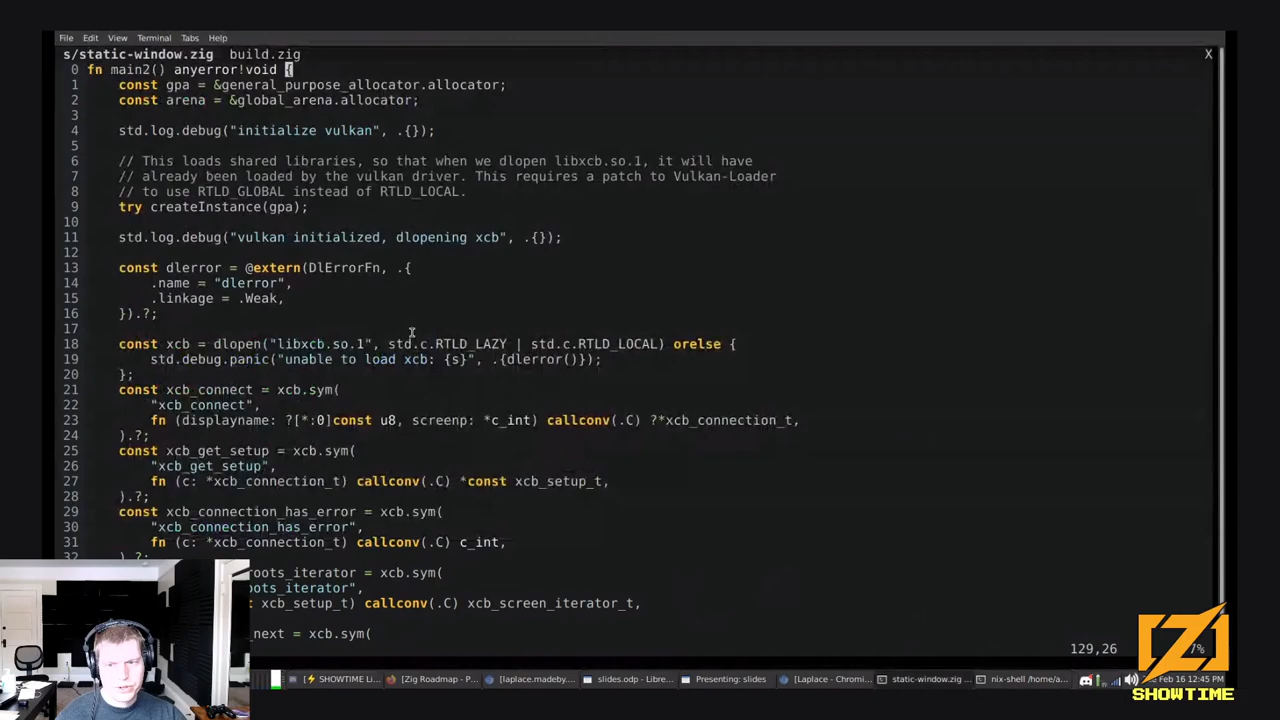 File Edit View Terminal Tabs Help
s/static-window.zig build.zig X
0 fn main2() anyerror!void {
1 const gpa = &general_purpose_allocator.allocator;
2 const arena = &global_arena.allocator;
3
4 std.log.debug("initialize vulkan", .{});
5
6 // This loads shared libraries, so that when we dlopen libxcb.so.1, it will have
7 // already been loaded by the vulkan driver. This requires a patch to Vulkan-Loader
8 // to use RTLD_GLOBAL instead of RTLD_LOCAL.
9 try createInstance(gpa);
10
11 std.log.debug("vulkan initialized, dlopening xcb", .{});
12
13 const dlerror = @extern(DlErrorFn, .{
14 .name = "dlerror",
15 .linkage = .Weak,
16 }).?;
17
18 const xcb = dlopen("libxcb.so.1", std.c.RTLD_LAZY | std.c.RTLD_LOCAL) orelse {
19 std.debug.panic("unable to load xcb: {s}", .{dlerror()});
20 };
21 const xcb_connect = xcb.sym(
22 "xcb_connect",
23 fn (displayname: ?[*:0]const u8, screenp: *c_int) callconv(.C) ?*xcb_connection_t,
24 ).?;
25 const xcb_get_setup = xcb.sym(
26 "xcb_get_setup",
27 fn (c: *xcb_connection_t) callconv(.C) *const xcb_setup_t,
28 ).?;
29 const xcb_connection_has_error = xcb.sym(
30 "xcb_connection_has_error",
31 fn (c: *xcb_connection_t) callconv(.C) c_int,
32 ).?;
roots_iterator = xcb.sym(
oots_iterator",
xcb_setup_t) callconv(.C) xcb_screen_iterator_t,
_next = xcb.sym(
129,26 7%
⚡ SHOWTIME Li... [Zig Roadmap - P... [laplace.madeby... slides.odp - Libre... Presenting: slides [Laplace - Chromi... static-window.zig ... nix-shell /home/a... Feb 16 12:45 PM
SHOWTIME